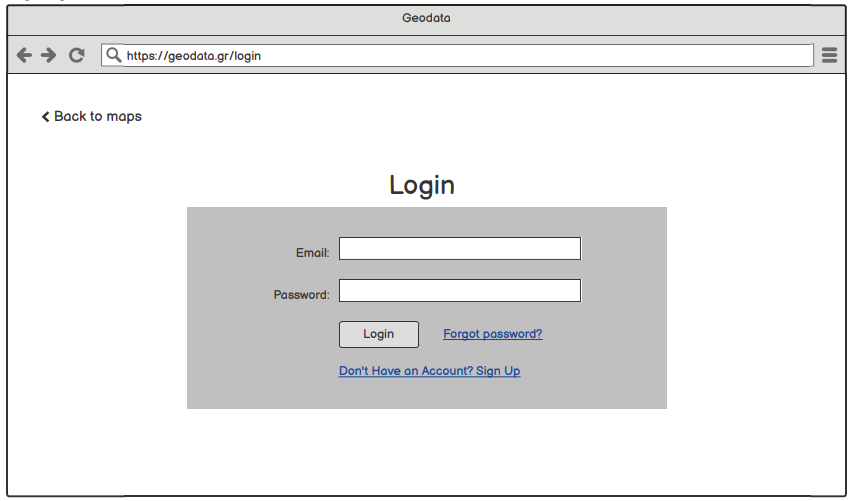 Geodata
https://geodata.gr/login
Back to maps
Login
Email:
Password:
Login Forgot password?
Don't Have an Account? Sign Up